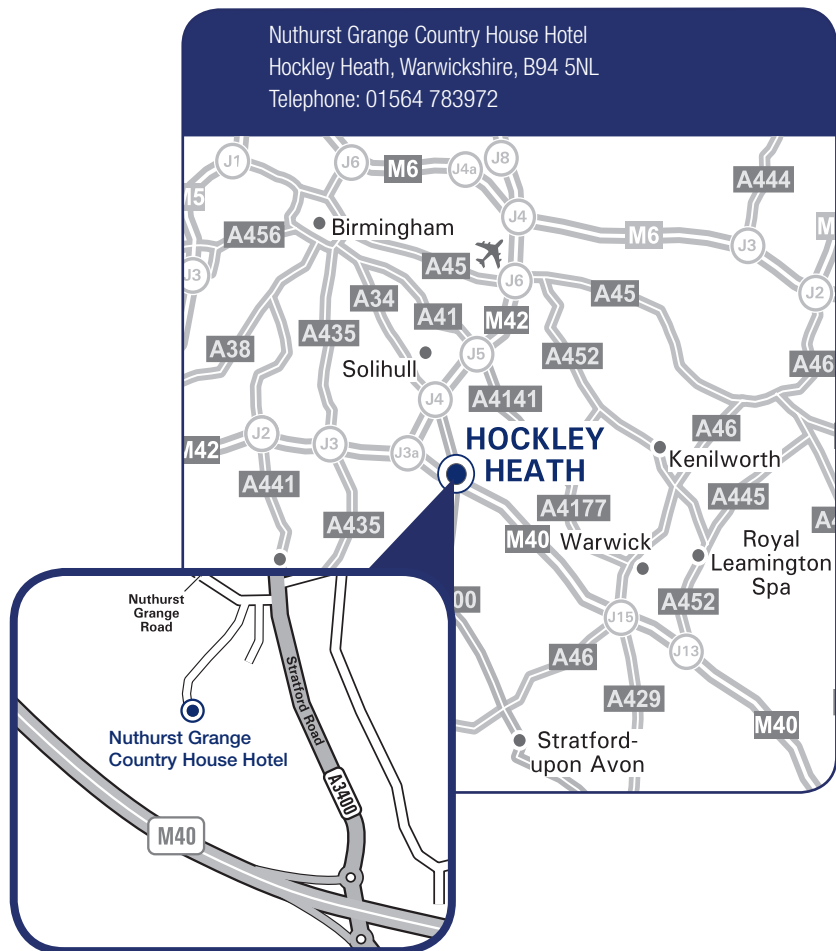 Nuthurst Grange Country House Hotel
Hockley Heath, Warwickshire, B94 5NL
Telephone: 01564 783972
J1
J6
M6
J4a
J8
A444
M5
A456
Birmingham
J4
M6
J3
M
J3
A45
J6
A45
J2
A34
A41
M42
A38
A435
A452
A46
Solihull
J5
J4
A4141
M42
J2
J3
J3a
HOCKLEY
HEATH
A46
Kenilworth
A441
A435
A4177
A445
M40
Warwick
Royal
Leamington
Spa
00
A452
J15
A46
J13
A429
M40
Stratford-
upon Avon
Nuthurst
Grange
Road
Stratford Road
Nuthurst Grange
Country House Hotel
A3400
M40